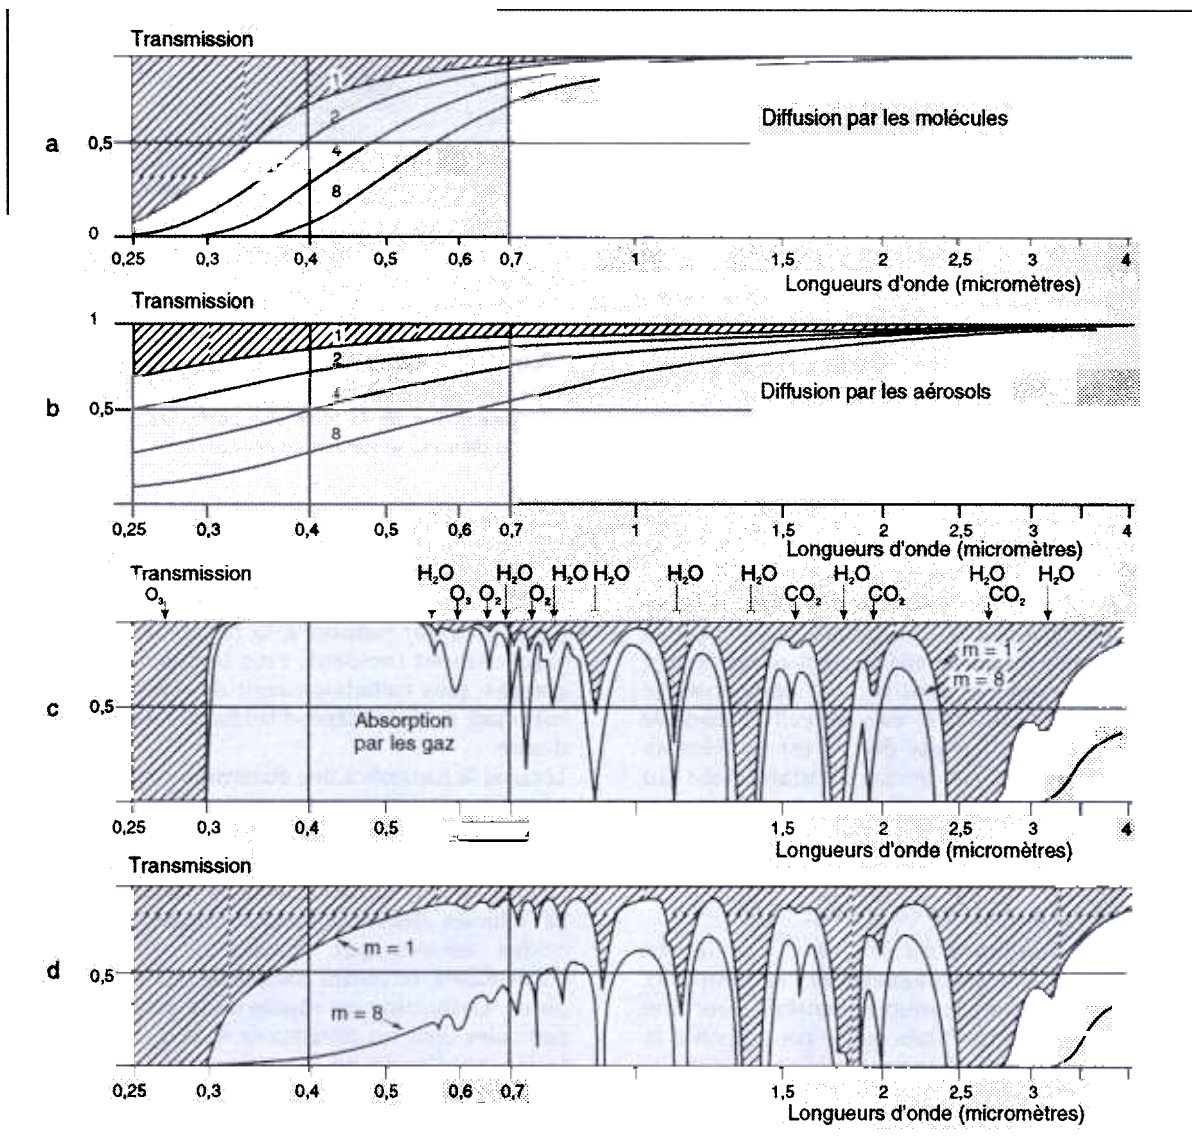 Transmission
1
2
4
8
a
0,5
0
Diffusion par les molécules
0,25 0,3 0,4 0,5 0,6 0,7 1 1,5 2 2,5 3 4
Longueurs d'onde (micromètres)
Transmission
1
1
2
4
8
b
0,5
Diffusion par les aérosols
0,25 0,3 0,4 0,5 0,6 0,7 1 1,5 2 2,5 3 4
Longueurs d'onde (micromètres)
Transmission
H₂O H₂O H₂O H₂O H₂O H₂O H₂O H₂O H₂O
O₃ O₃ O₂ O₂ CO₂ CO₂ CO₂
m = 1
m = 8
c
0,5
Absorption
par les gaz
0,25 0,3 0,4 0,5 1,5 2 2,5 3 4
Longueurs d'onde (micromètres)
Transmission
m = 1
d
0,5
m = 8
0,25 0,3 0,4 0,5 0,6 0,7 1 1,5 2 2,5 3 4
Longueurs d'onde (micromètres)